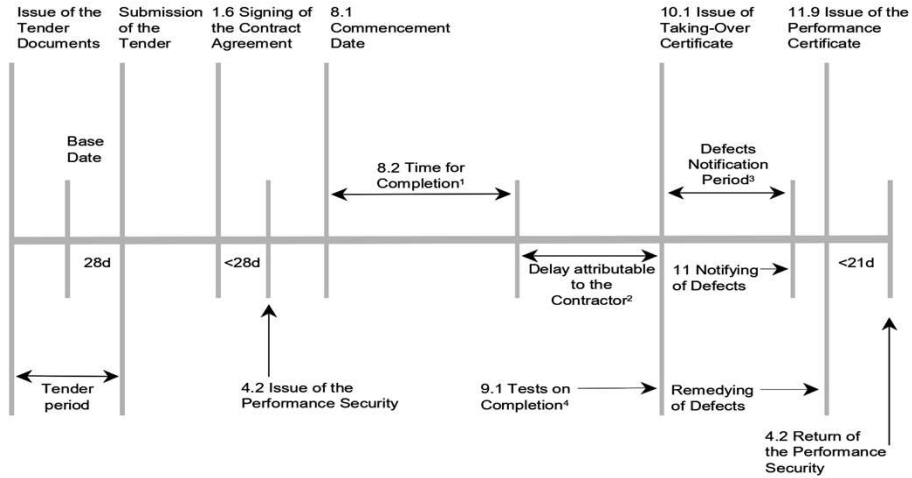 Issue of the
Tender
Documents
Submission
of the
Tender
1.6 Signing of
the Contract
Agreement
8.1
Commencement
Date
10.1 Issue of
Taking-Over
Certificate
11.9 Issue of the
Performance
Certificate
Base
Date
8.2 Time for
Completion¹
Defects
Notification
Period³
28d
<28d
Delay attributable
to the
Contractor²
11 Notifying
of Defects
<21d
Tender
period
4.2 Issue of the
Performance Security
9.1 Tests on
Completion⁴
Remedying
of Defects
4.2 Return of
the Performance
Security